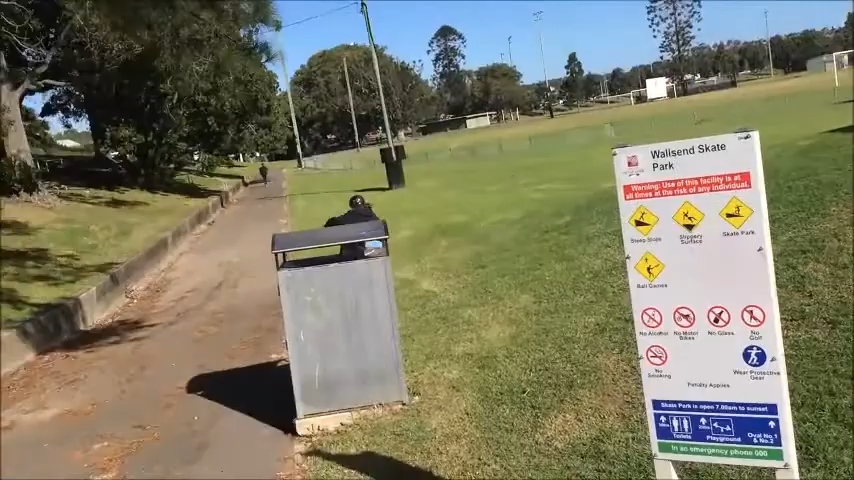 Wallsend Skate
Park
Warning: Use of this facility is at
all times at the risk of any users
Steep Slope
Slippery
Surface
Skate Park
Ball Games
No Alcohol
No Motor
Bikes
No Glass
No
Golf
No Smoking
Wear Protective
Gear
Penalty May Apply
Skate Park is open 7.00am to sunset
TOILETS
PLAYGROUND
Oval No.1
& No.2
In an emergency phone 000